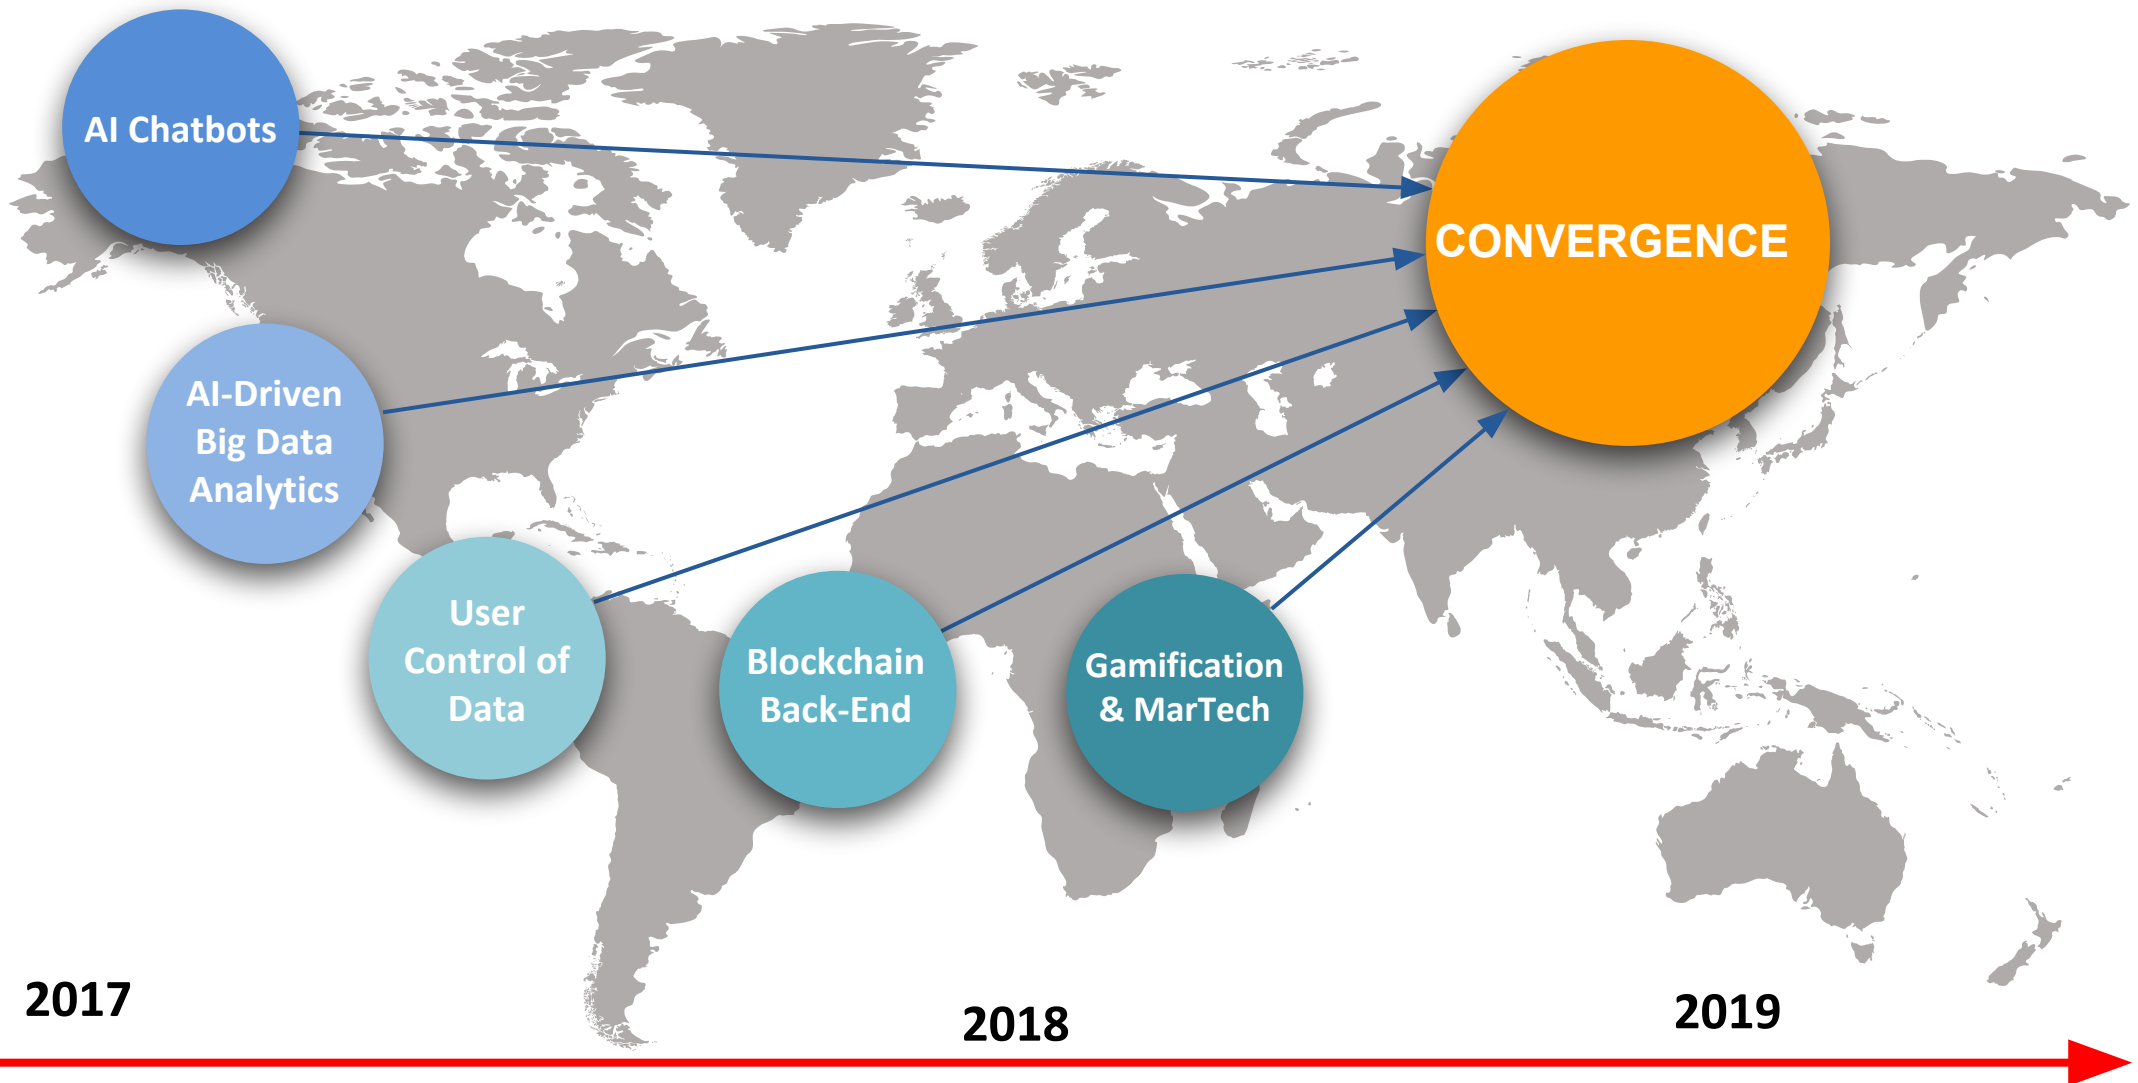 AI Chatbots
CONVERGENCE
AI-Driven
Big Data
Analytics
User
Control of
Data
Blockchain
Back-End
Gamification
& MarTech
2017
2018
2019